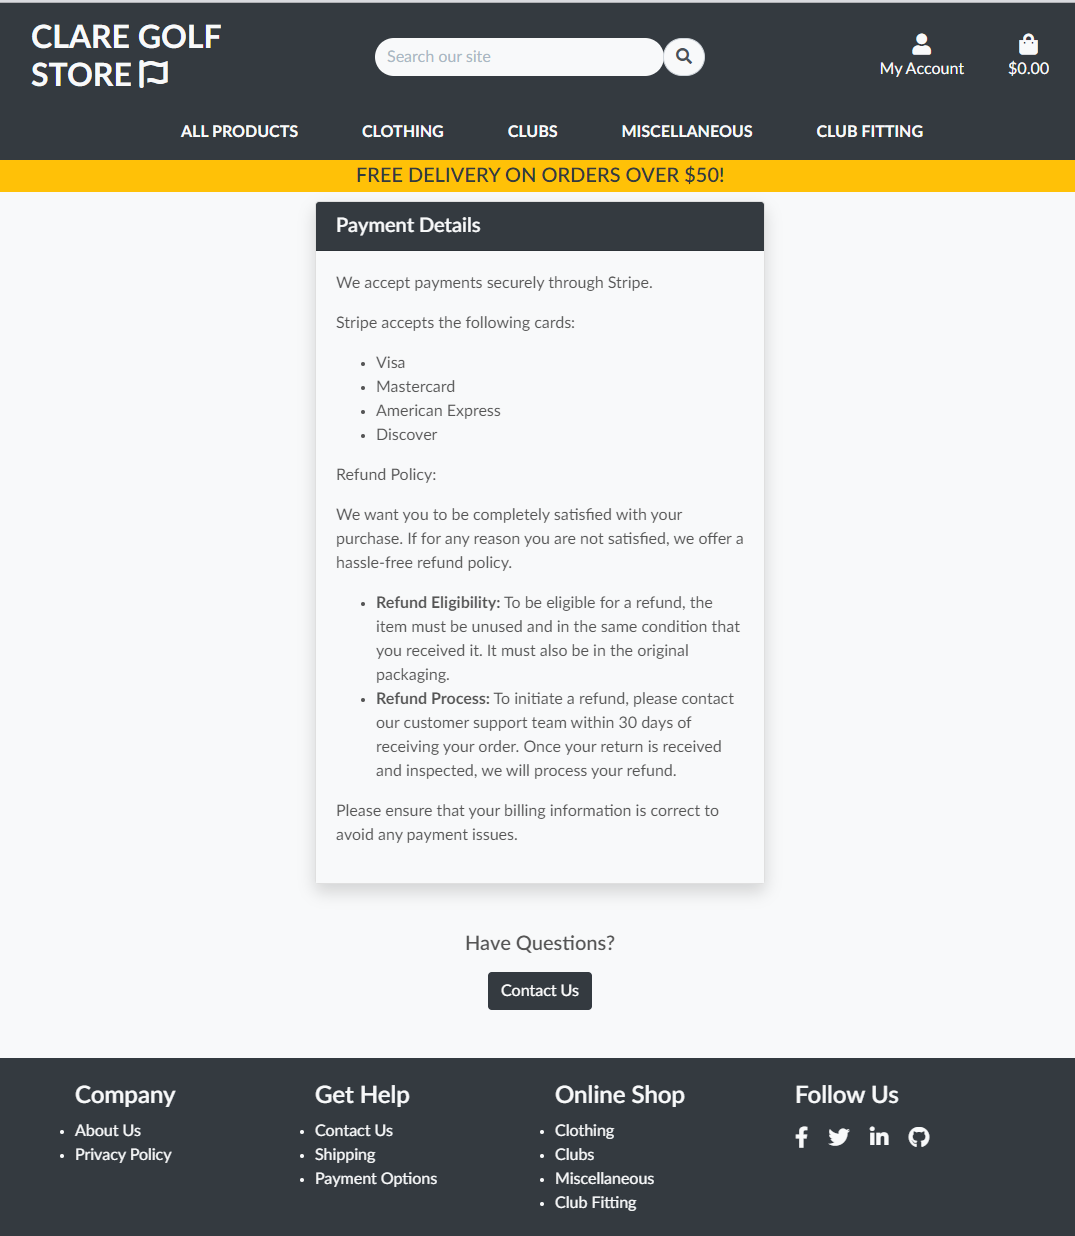 CLARE GOLF
STORE
Search our site
My Account
$0.00
ALL PRODUCTS
CLOTHING
CLUBS
MISCELLANEOUS
CLUB FITTING
FREE DELIVERY ON ORDERS OVER $50!
Payment Details
We accept payments securely through Stripe.
Stripe accepts the following cards:
• Visa
• Mastercard
• American Express
• Discover
Refund Policy:
We want you to be completely satisfied with your
purchase. If for any reason you are not satisfied, we offer a
hassle-free refund policy.
• Refund Eligibility: To be eligible for a refund, the
item must be unused and in the same condition that
you received it. It must also be in the original
packaging.
• Refund Process: To initiate a refund, please contact
our customer support team within 30 days of
receiving your order. Once your return is received
and inspected, we will process your refund.
Please ensure that your billing information is correct to
avoid any payment issues.
Have Questions?
Contact Us
Company
• About Us
• Privacy Policy
Get Help
• Contact Us
• Shipping
• Payment Options
Online Shop
• Clothing
• Clubs
• Miscellaneous
• Club Fitting
Follow Us